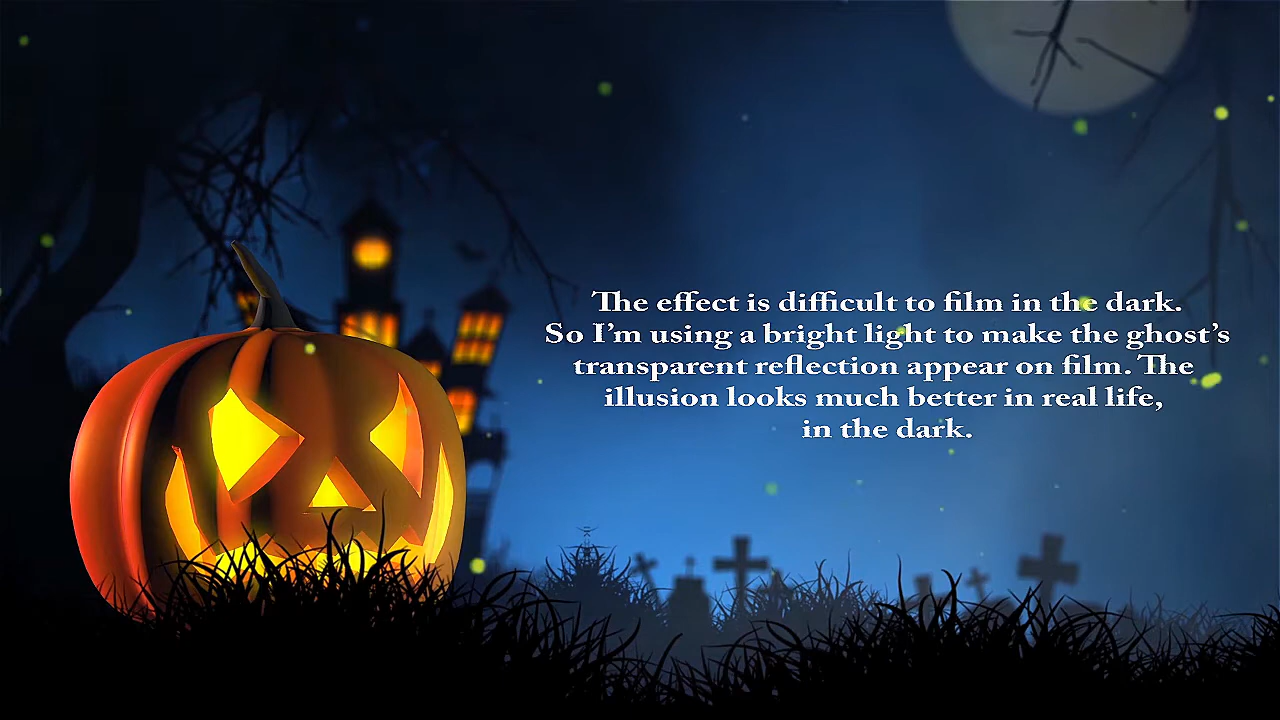 The effect is difficult to film in the dark.
So I’m using a bright light to make the ghost’s
transparent reflection appear on film. The
illusion looks much better in real life,
in the dark.